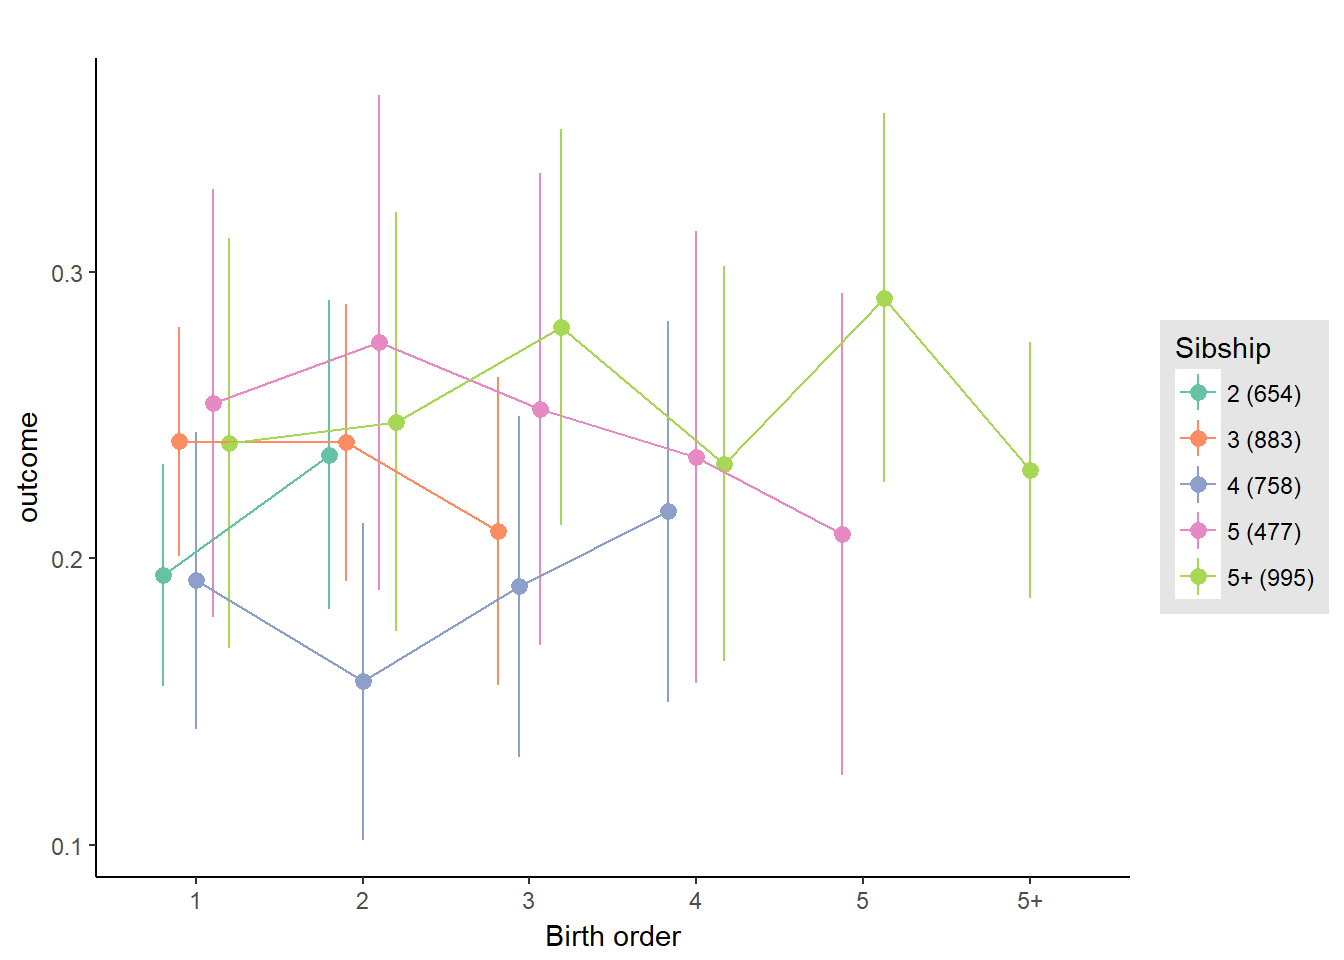 outcome
0.3
0.2
0.1
1 2 3 4 5 5+
Birth order
Sibship
2 (654)
3 (883)
4 (758)
5 (477)
5+ (995)